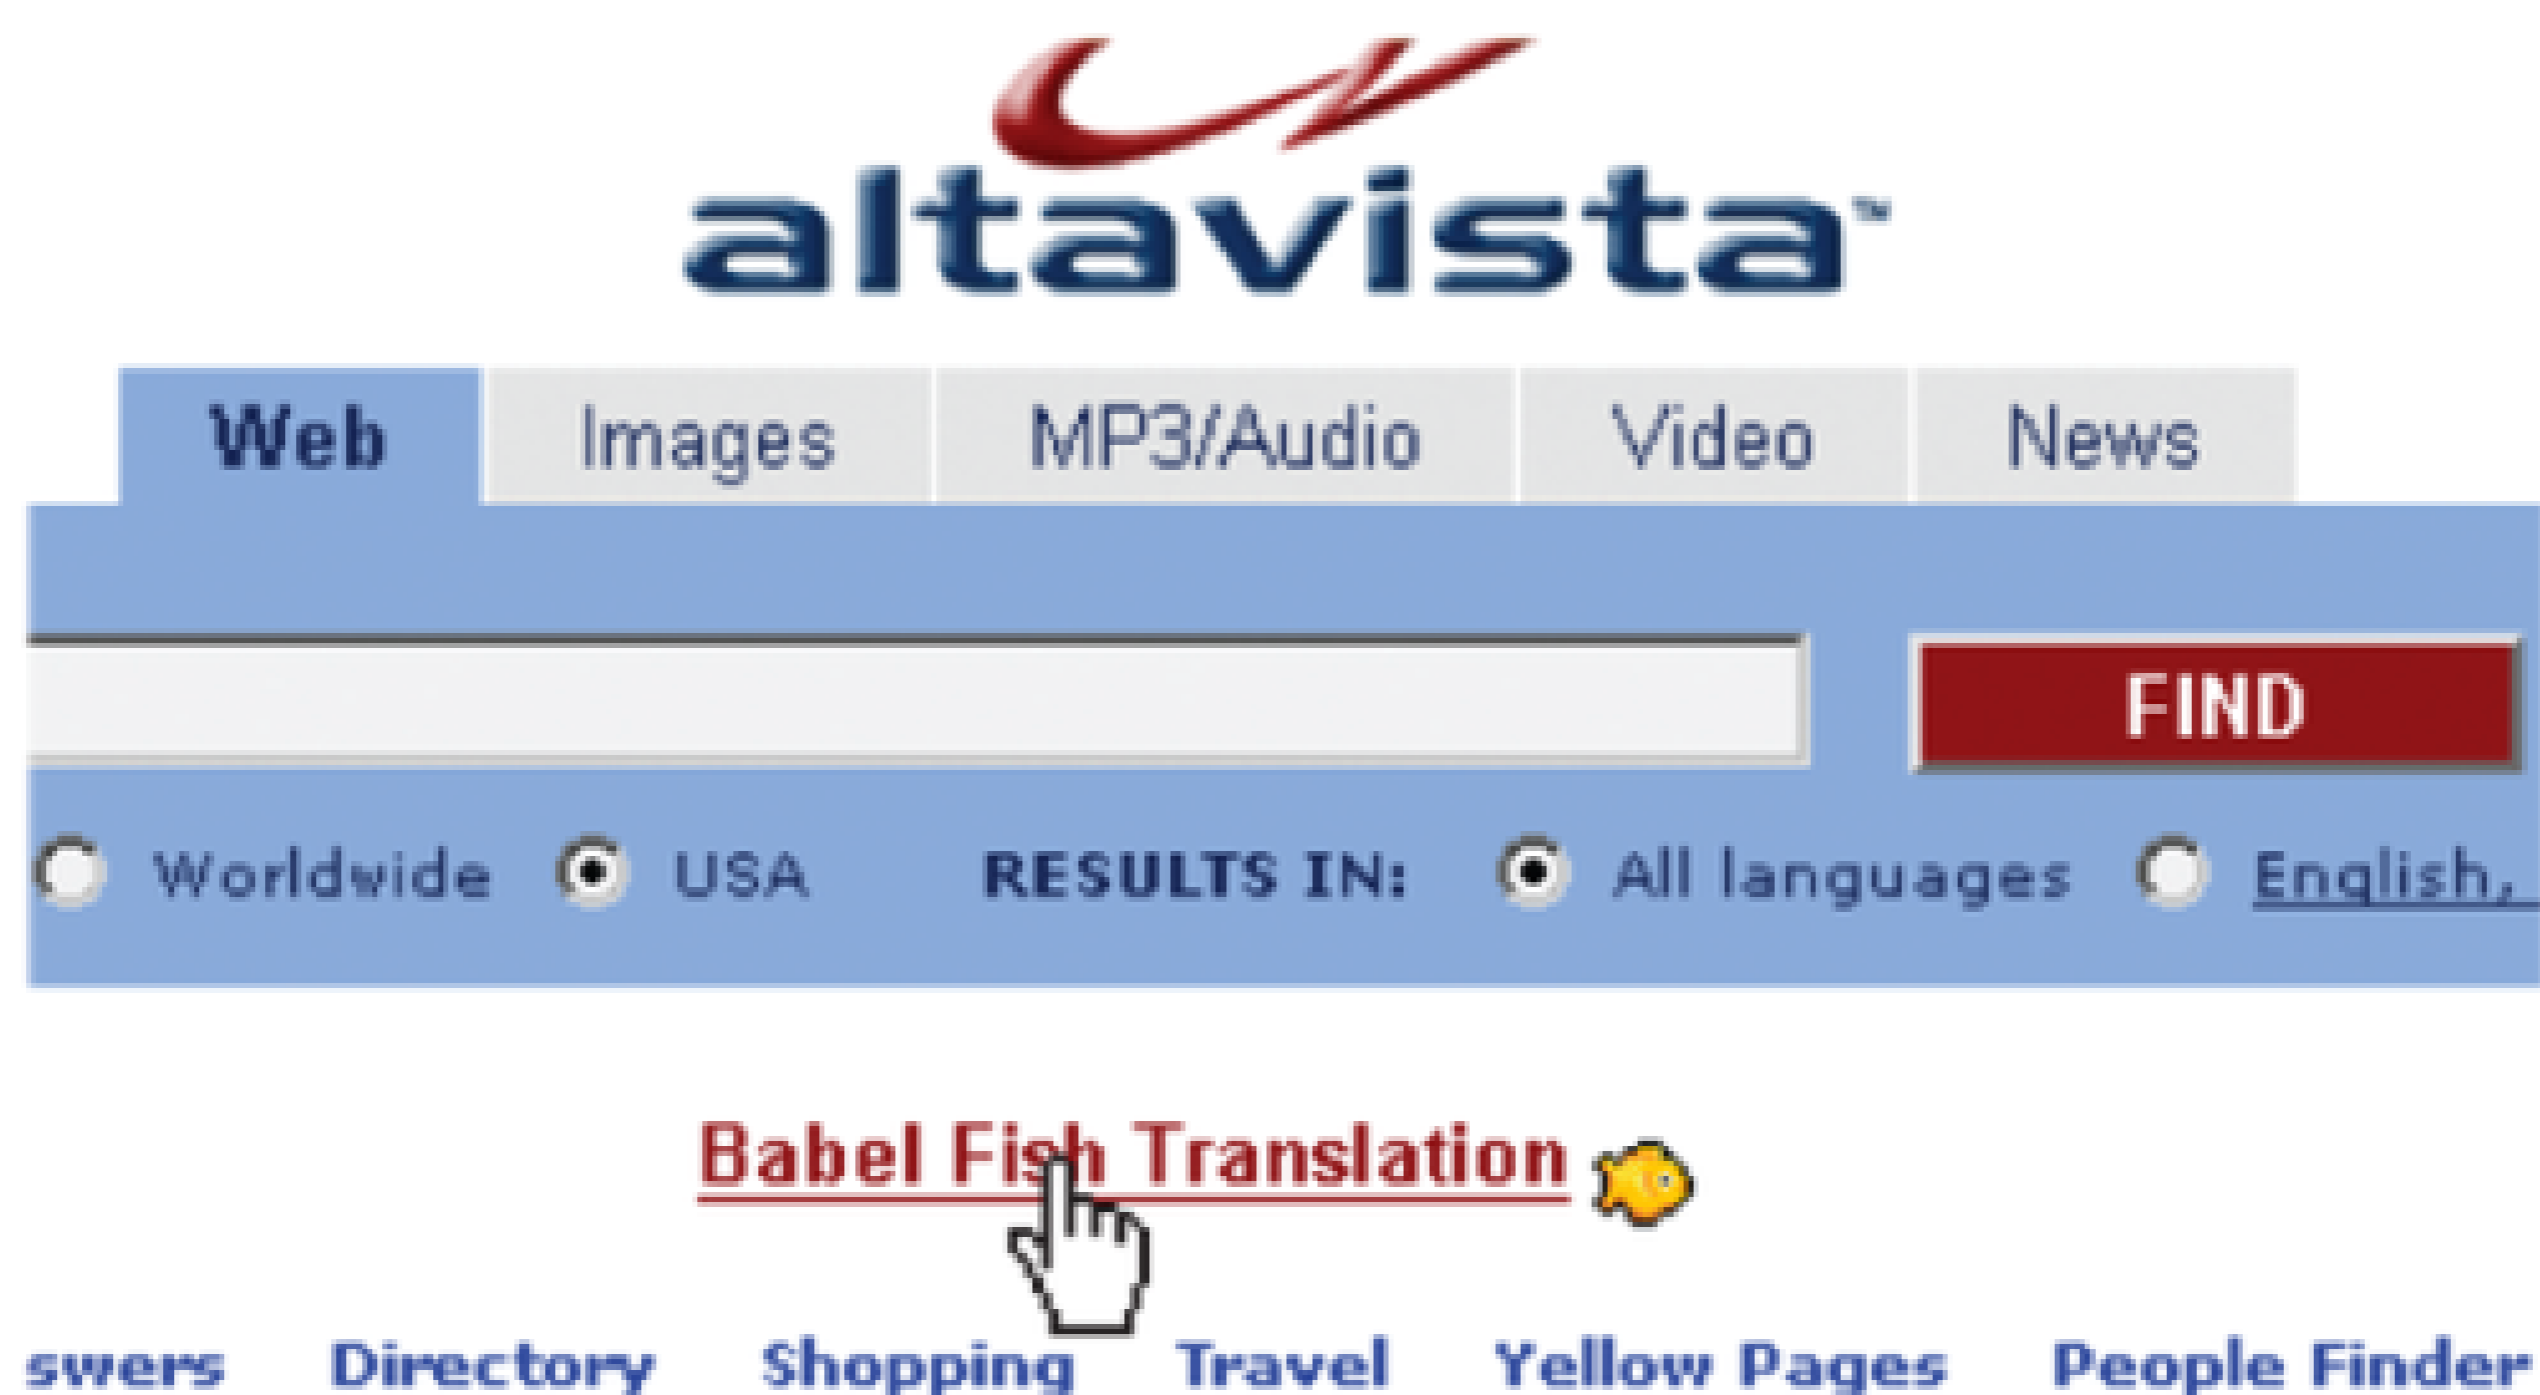 altavista™
Web Images MP3/Audio Video News
FIND
Worldwide USA RESULTS IN: All languages English,
Babel Fish Translation
swers Directory Shopping Travel Yellow Pages People Finder